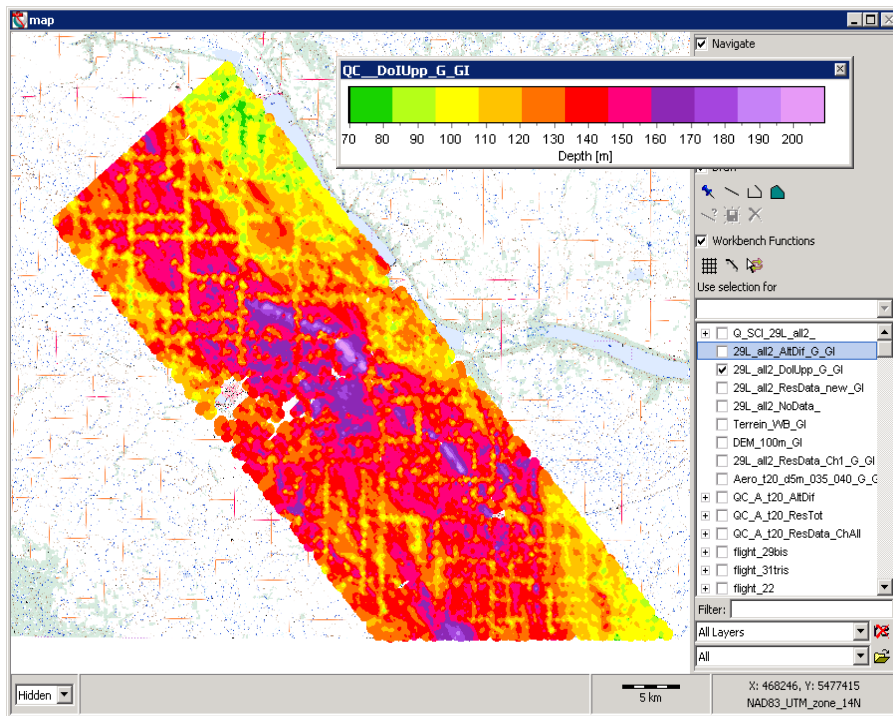 map
Navigate
QC__DoIUpp_G_GI
70 80 90 100 110 120 130 140 150 160 170 180 190 200
Depth [m]
Workbench Functions
Use selection for
Q_SCI_29L_all2_
29L_all2_AltDif_G_GI
29L_all2_DoIUpp_G_GI
29L_all2_ResData_new_GI
29L_all2_NoData_
Terrein_WB_GI
DEM_100m_GI
29L_all2_ResData_Ch1_G_GI
Aero_t20_d5m_035_040_G_G
QC_A_t20_AltDif
QC_A_t20_ResTot
QC_A_t20_ResData_ChAll
flight_29bis
flight_31tris
flight_22
Filter:
All Layers
All
Hidden
5 km
X: 468246, Y: 5477415
NAD83_UTM_zone_14N